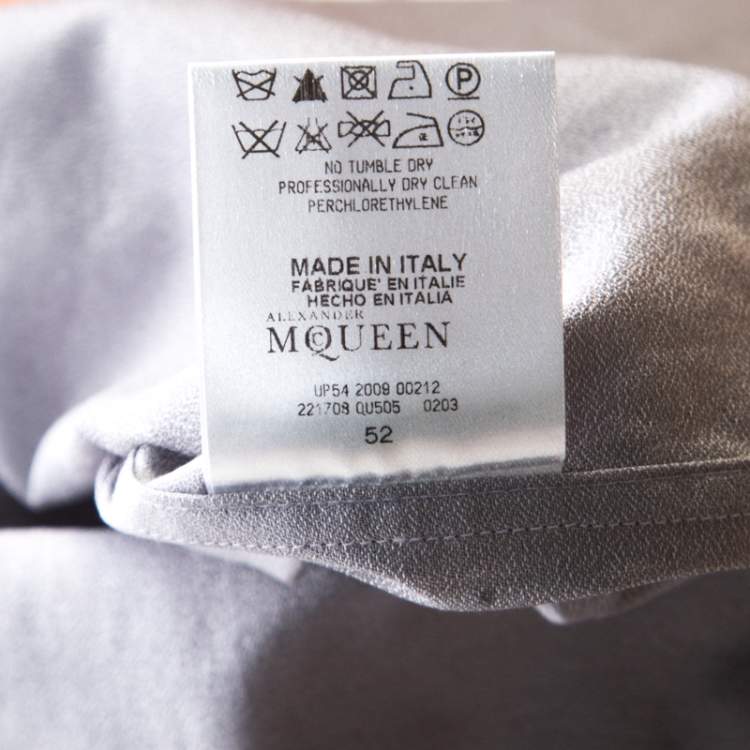 P
NO TUMBLE DRY
PROFESSIONALLY DRY CLEAN
PERCHLORETHYLENE
MADE IN ITALY
FABRIQUE' EN ITALIE
HECHO EN ITALIA
ALEXANDER
McQUEEN
UP54 2009 00212
221709 QU505 0203
52